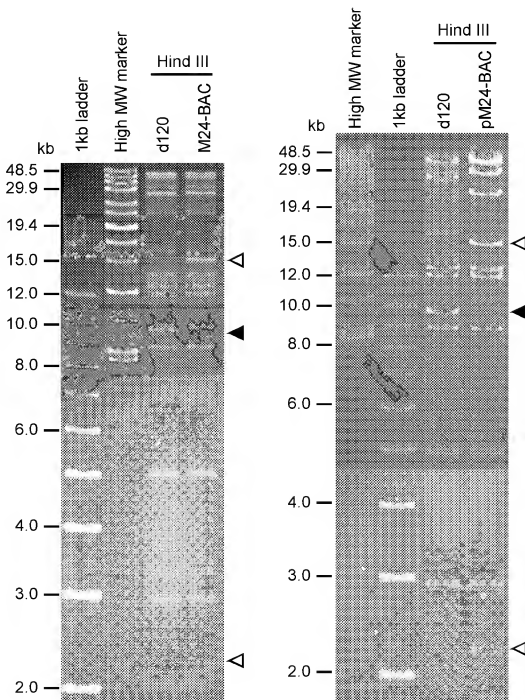 Hind III
1kb ladder
High MW marker
d120
M24-BAC
kb
48.5
29.9
19.4
15.0
12.0
10.0
8.0
6.0
4.0
3.0
2.0
Hind III
High MW marker
1kb ladder
d120
pM24-BAC
kb
48.5
29.9
19.4
15.0
12.0
10.0
8.0
6.0
4.0
3.0
2.0